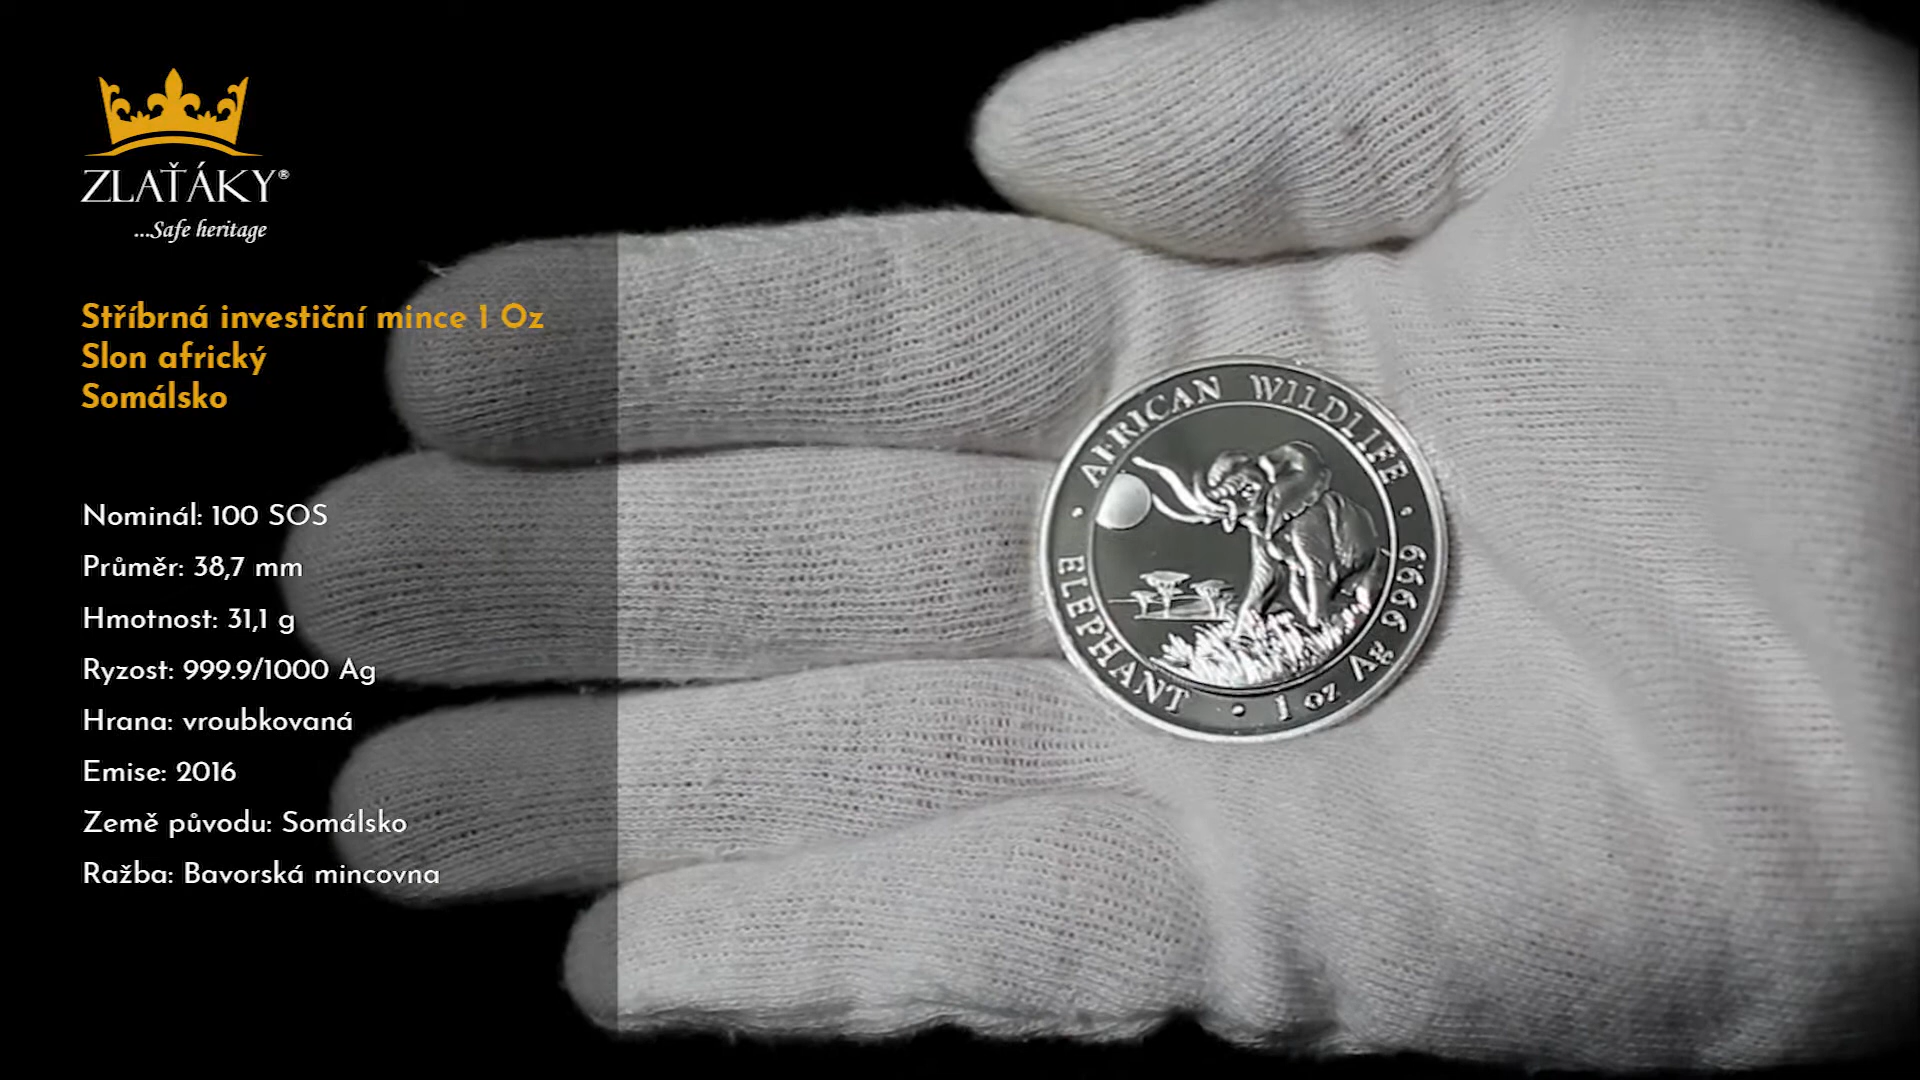 ZLAŤÁKY®
...Safe heritage
Stříbrná investiční mince 1 Oz
Slon africký
Somálsko
Nominál: 100 SOS
Průměr: 38,7 mm
Hmotnost: 31,1 g
Ryzost: 999.9/1000 Ag
Hrana: vroubkovaná
Emise: 2016
Země původu: Somálsko
Ražba: Bavorská mincovna
AFRICAN WILDLIFE
ELEPHANT • 1 oz Ag 999.9